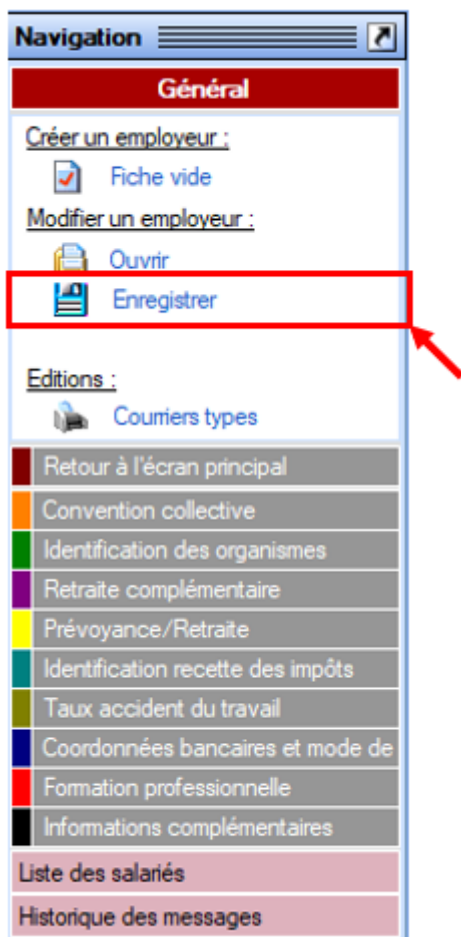 Navigation
Général
Créer un employeur :
Fiche vide
Modifier un employeur :
Ouvrir
Enregistrer
Editions :
Courriers types
Retour à l'écran principal
Convention collective
Identification des organismes
Retraite complémentaire
Prévoyance/Retraite
Identification recette des impôts
Taux accident du travail
Coordonnées bancaires et mode de
Formation professionnelle
Informations complémentaires
Liste des salariés
Historique des messages